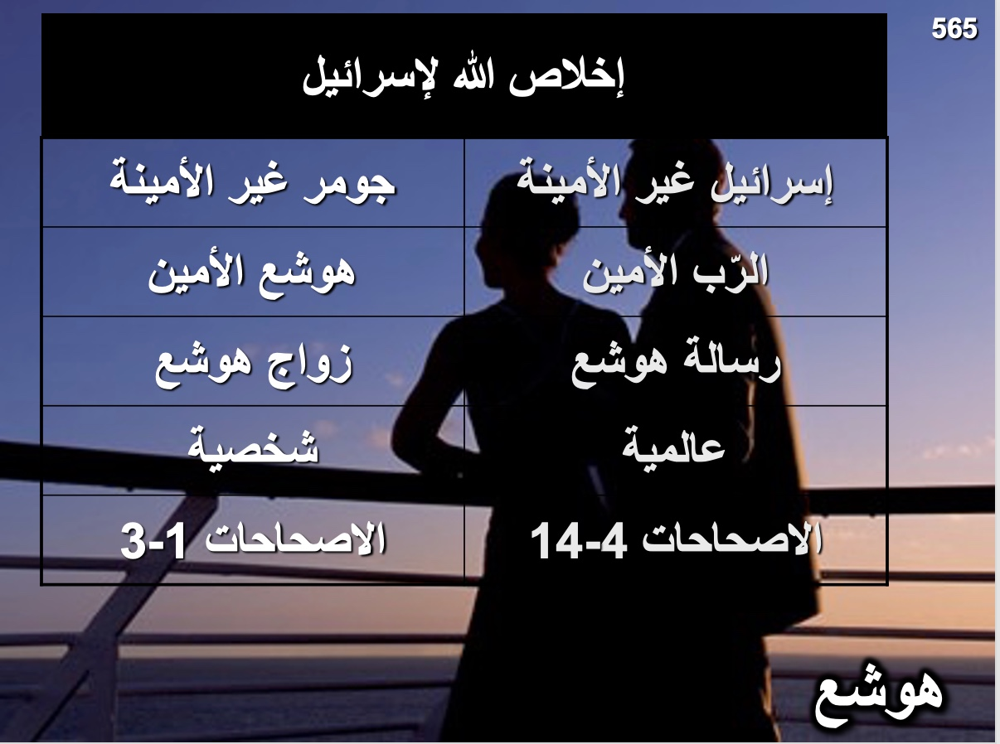 565
إخلاص الله لإسرائيل
إسرائيل غير الأمينة جومر غير الأمينة
الرّب الأمين هوشع الأمين
رسالة هوشع زواج هوشع
عالمية شخصية
الاصحاحات 4-14 الاصحاحات 1-3
هوشع